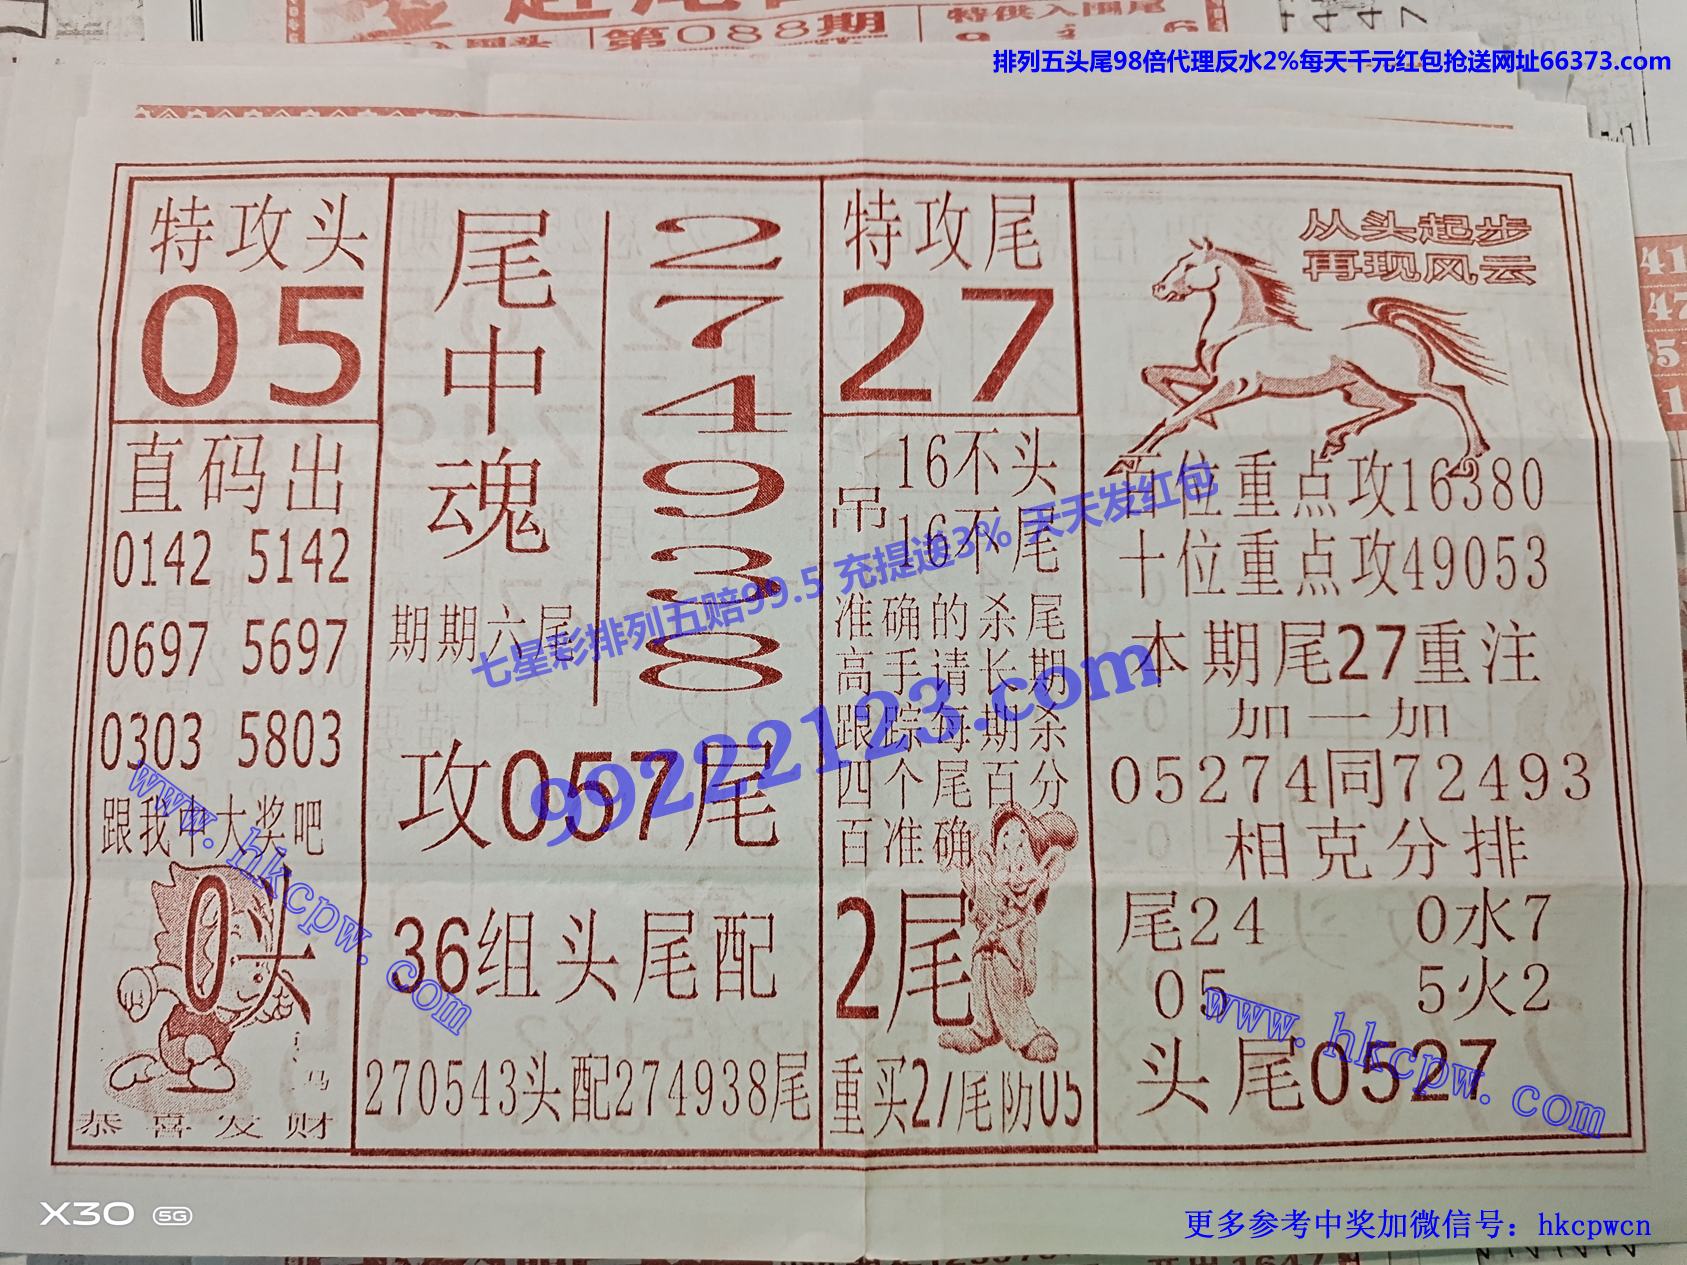 第088期
特供入围尾
排列五头尾98倍代理反水2%每天千元红包抢送网址66373.com
特攻头
05
直码出
0142 5142
0697 5697
0303 5803
跟我中大奖吧
0头
恭喜发财
尾中魂
274938
期期六尾
攻057尾
36组头尾配
270543头配274938尾
特攻尾
27
吊
16不头
16不尾
准确的杀尾
高手请长期
跟踪每期杀
四个尾百分
百准确
2尾
重买27尾防05
从头起步
再现风云
百位重点攻16380
十位重点攻49053
本期尾27重注
加一加
05274同72493
相克分排
尾24 0水7
05 5火2
头尾0527
七星彩排列五赔99.5 充提送3% 天天发红包
99222123.com
www.hkcpw.com
www.hkcpw.com
X30 5G
更多参考中奖加微信号：hkcpwcn